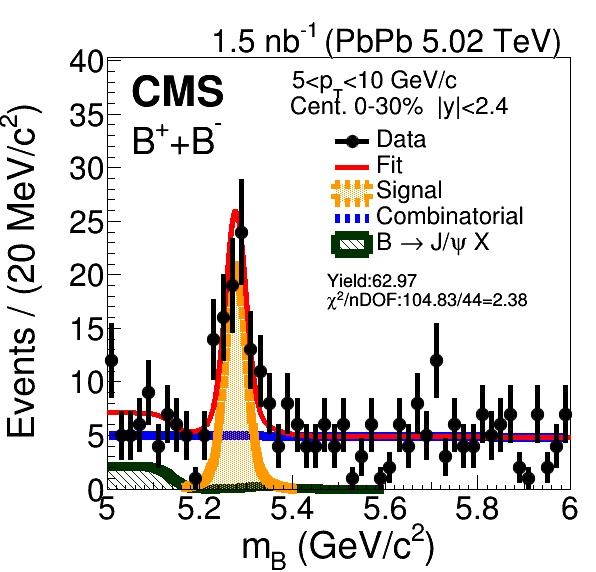 1.5 nb⁻¹ (PbPb 5.02 TeV)
CMS
B⁺+B⁻
5<p_T<10 GeV/c
Cent. 0-30% |y|<2.4
Data
Fit
Signal
Combinatorial
B → J/ψ X
Yield:62.97
χ²/nDOF:104.83/44=2.38
Events / (20 MeV/c²)
40
35
30
25
20
15
10
5
0
5 5.2 5.4 5.6 5.8 6
m_B (GeV/c²)